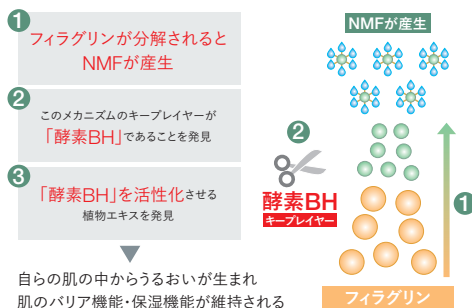 1
フィラグリンが分解されると
NMFが産生
2
このメカニズムのキープレイヤーが
「酵素BH」であることを発見
3
「酵素BH」を活性化させる
植物エキスを発見
自らの肌の中からうるおいが生まれ
肌のバリア機能・保湿機能が維持される
NMFが産生
2
酵素BH
キープレイヤー
1
フィラグリン